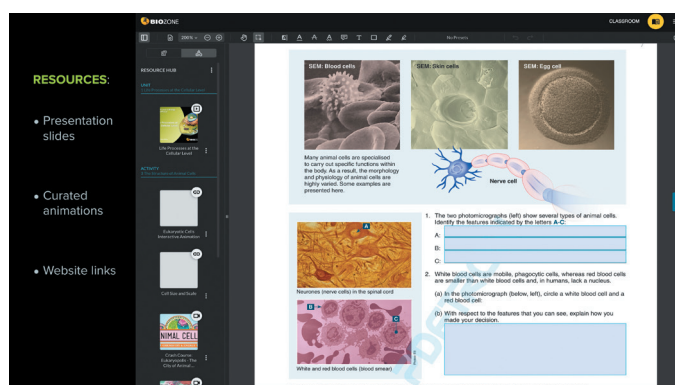 BIOZONE
CLASSROOM
200%
T
No Presets
RESOURCES:
• Presentation
slides
• Curated
animations
• Website links
RESOURCE HUB
Life Processes at the
Cellular Level
ACTIVITY
Eukaryotic Cells
Interactive Animation
Cell Size and Scale
ANIMAL CELL
Crash Course:
Eukaryopolis - The
City of Animal...
SEM: Blood cells
SEM: Skin cells
SEM: Egg cell
Many animal cells are specialised
to carry out specific functions within
the body. As a result, the morphology
and physiology of animal cells are
highly varied. Some examples are
presented here.
Nerve cell
A
Neurones (nerve cells) in the spinal cord
B
C
White and red blood cells (blood smear)
1. The two photomicrographs (left) show several types of animal cells.
Identify the features indicated by the letters A-C:
A:
B:
C:
2. White blood cells are mobile, phagocytic cells, whereas red blood cells
are smaller than white blood cells and, in humans, lack a nucleus.
(a) In the photomicrograph (below, left), circle a white blood cell and a
red blood cell:
(b) With respect to the features that you can see, explain how you
made your decision.